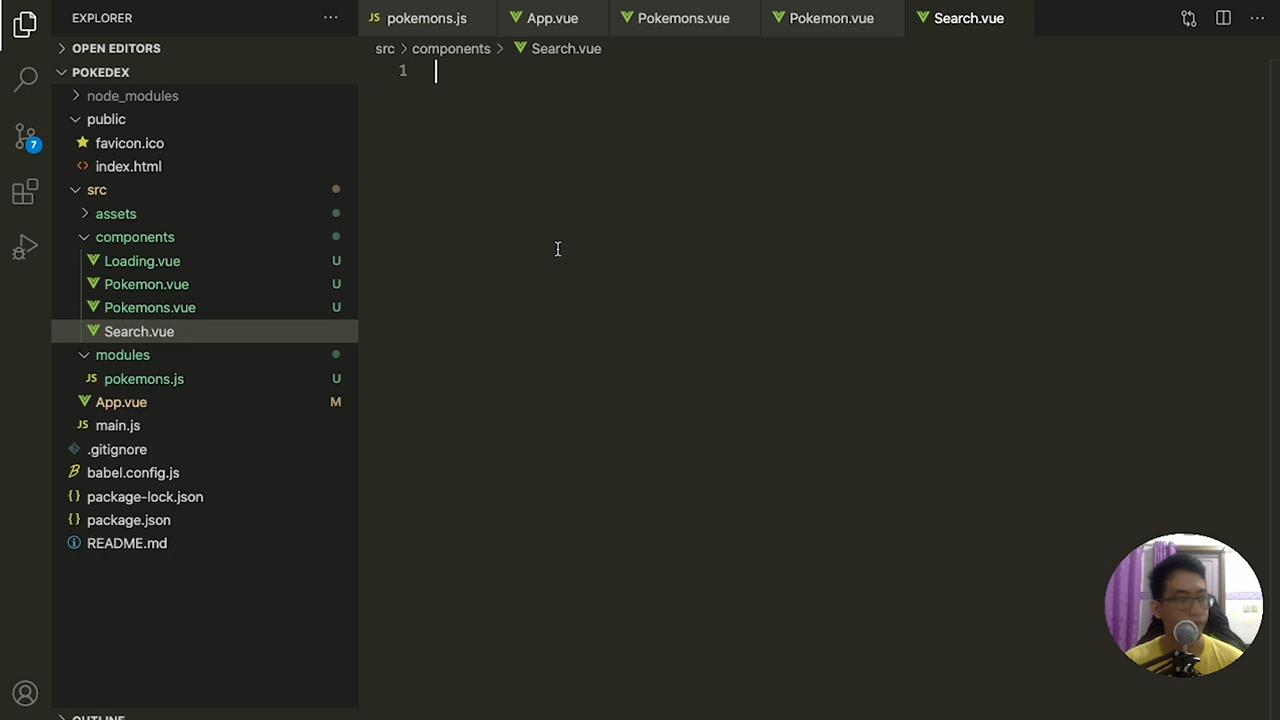 EXPLORER
pokemons.js
App.vue
Pokemons.vue
Pokemon.vue
Search.vue
OPEN EDITORS
src
components
Search.vue
POKEDEX
1
node_modules
public
favicon.ico
7
index.html
src
assets
components
Loading.vue
U
Pokemon.vue
U
Pokemons.vue
U
Search.vue
modules
JS pokemons.js
U
App.vue
M
JS main.js
.gitignore
babel.config.js
package-lock.json
package.json
README.md
OUTLINE